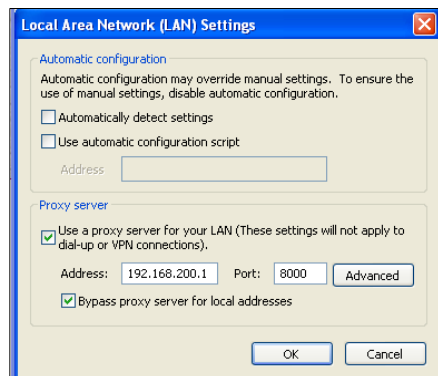 Local Area Network (LAN) Settings
Automatic configuration
Automatic configuration may override manual settings.  To ensure the
use of manual settings, disable automatic configuration.
Automatically detect settings
Use automatic configuration script
Address
Proxy server
Use a proxy server for your LAN (These settings will not apply to
dial-up or VPN connections).
Address: 192.168.200.1 Port: 8000 Advanced
Bypass proxy server for local addresses
OK Cancel